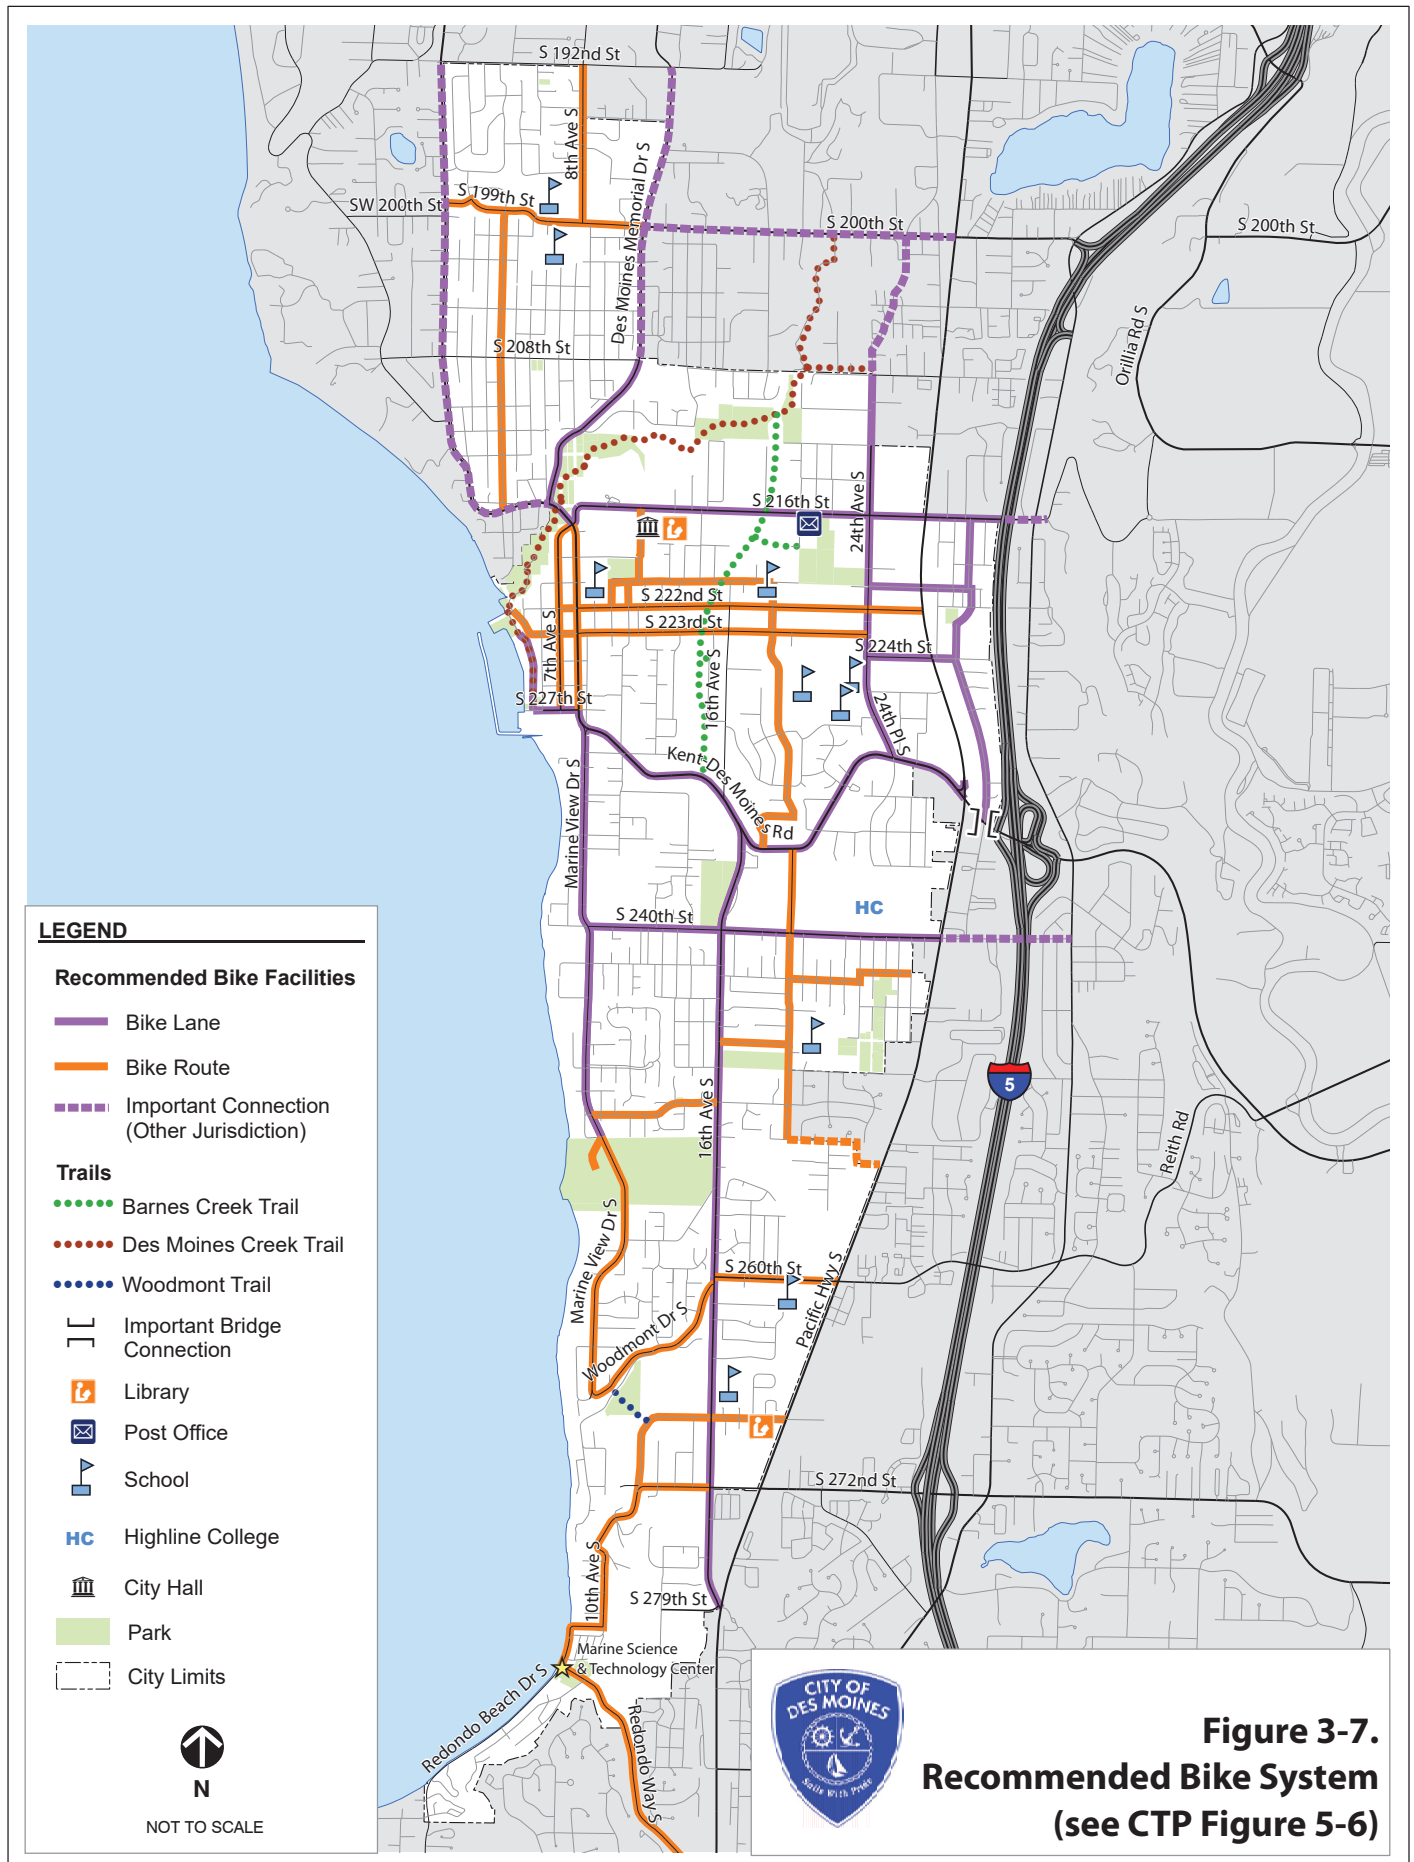 S 192nd St
8th Ave S
Des Moines Memorial Dr S
S 199th St
SW 200th St
S 200th St
S 200th St
Orillia Rd S
S 208th St
S 216th St
24th Ave S
S 222nd St
S 223rd St
7th Ave S
S 224th St
16th Ave S
S 227th St
24th Pl S
Kent-Des Moines Rd
Marine View Dr S
HC
S 240th St
5
16th Ave S
Reith Rd
Marine View Dr S
S 260th St
Pacific Hwy S
Woodmont Dr S
S 272nd St
10th Ave S
S 279th St
Marine Science
& Technology Center
Redondo Beach Dr S
Redondo Way S
LEGEND
Recommended Bike Facilities
Bike Lane
Bike Route
Important Connection
(Other Jurisdiction)
Trails
Barnes Creek Trail
Des Moines Creek Trail
Woodmont Trail
Important Bridge
Connection
Library
Post Office
School
HC Highline College
City Hall
Park
City Limits
N
NOT TO SCALE
CITY OF
DES MOINES
Sails With Pride
Figure 3-7.
Recommended Bike System
(see CTP Figure 5-6)